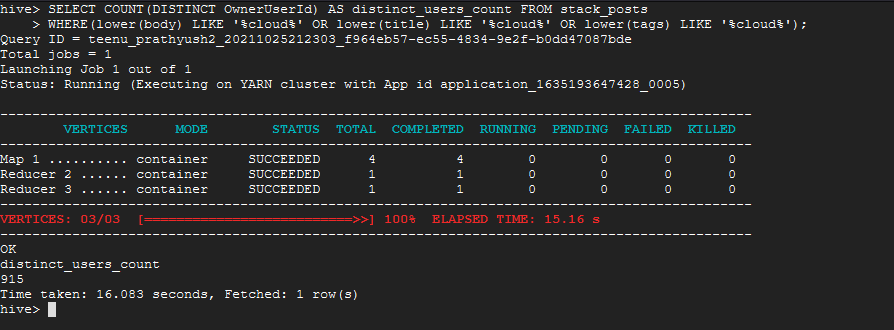 hive> SELECT COUNT(DISTINCT OwnerUserId) AS distinct_users_count FROM stack_posts
    > WHERE(lower(body) LIKE '%cloud%' OR lower(title) LIKE '%cloud%' OR lower(tags) LIKE '%cloud%');
Query ID = teenu_prathyush2_20211025212303_f964eb57-ec55-4834-9e2f-b0dd47087bde
Total jobs = 1
Launching Job 1 out of 1
Status: Running (Executing on YARN cluster with App id application_1635193647428_0005)
----------------------------------------------------------------------------------------------
        VERTICES      MODE        STATUS  TOTAL  COMPLETED  RUNNING  PENDING  FAILED  KILLED
----------------------------------------------------------------------------------------------
Map 1 .......... container     SUCCEEDED      4          4        0        0       0       0
Reducer 2 ...... container     SUCCEEDED      1          1        0        0       0       0
Reducer 3 ...... container     SUCCEEDED      1          1        0        0       0       0
----------------------------------------------------------------------------------------------
VERTICES: 03/03  [==========================>>] 100%  ELAPSED TIME: 15.16 s
----------------------------------------------------------------------------------------------
OK
distinct_users_count
915
Time taken: 16.083 seconds, Fetched: 1 row(s)
hive>